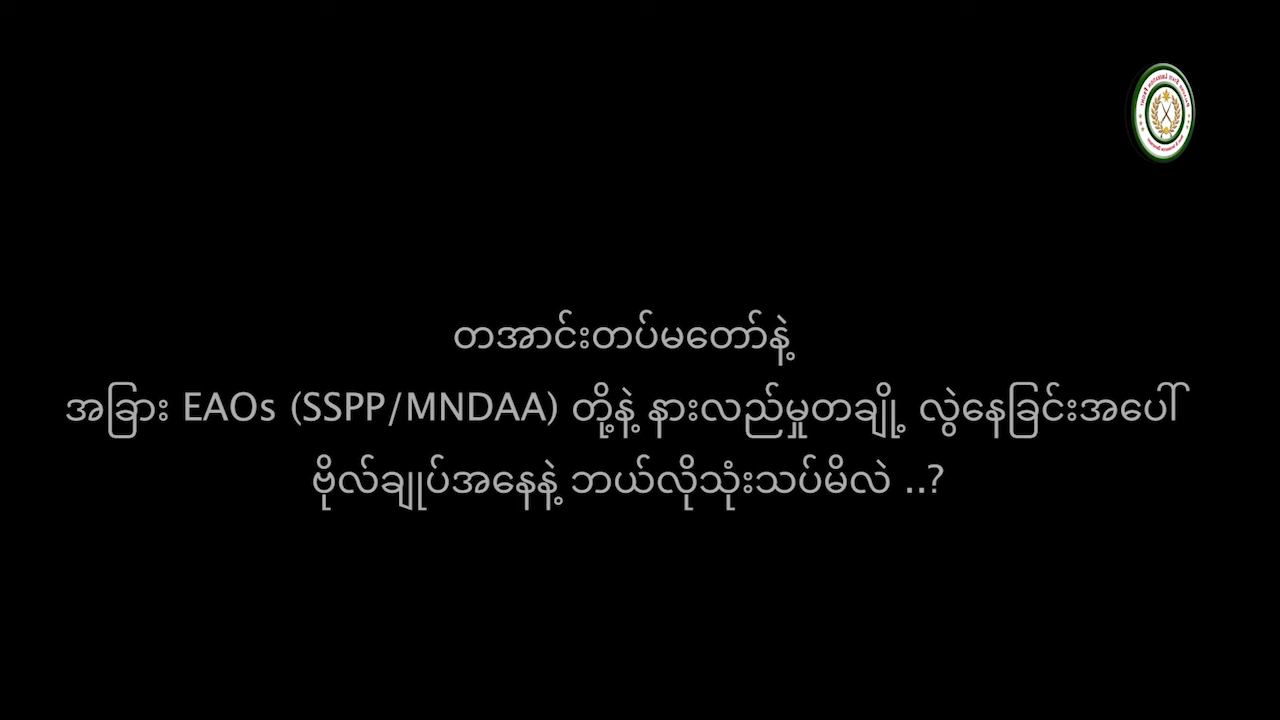 တအာင်းတပ်မတော်နဲ့
အခြား EAOs (SSPP/MNDAA) တို့နဲ့ နားလည်မှုတချို့ လွဲနေခြင်းအပေါ်
ဗိုလ်ချုပ်အနေနဲ့ ဘယ်လိုသုံးသပ်မိလဲ ..?